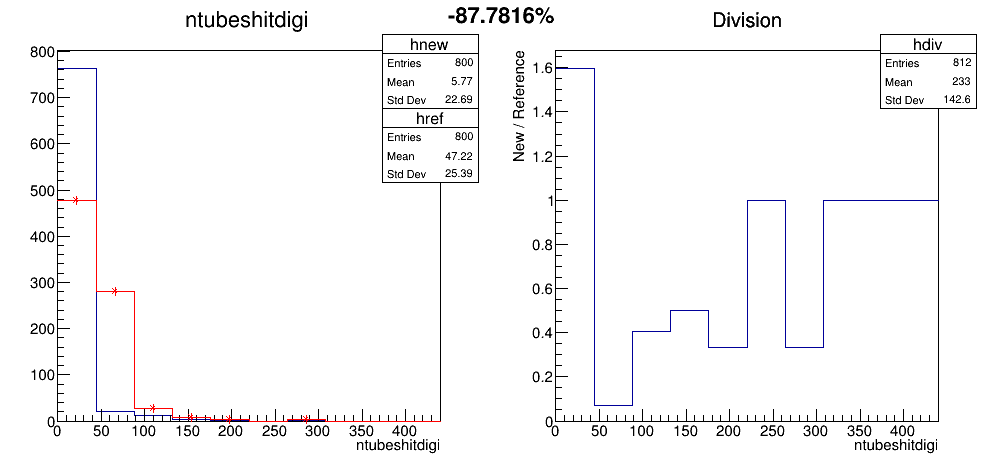 -87.7816%
ntubeshitdigi
hnew
Entries 800
Mean 5.77
Std Dev 22.69
href
Entries 800
Mean 47.22
Std Dev 25.39
800
700
600
500
400
300
200
100
0
0 50 100 150 200 250 300 350 400
ntubeshitdigi
Division
hdiv
Entries 812
Mean 233
Std Dev 142.6
New / Reference
1.6
1.4
1.2
1
0.8
0.6
0.4
0.2
0
0 50 100 150 200 250 300 350 400
ntubeshitdigi